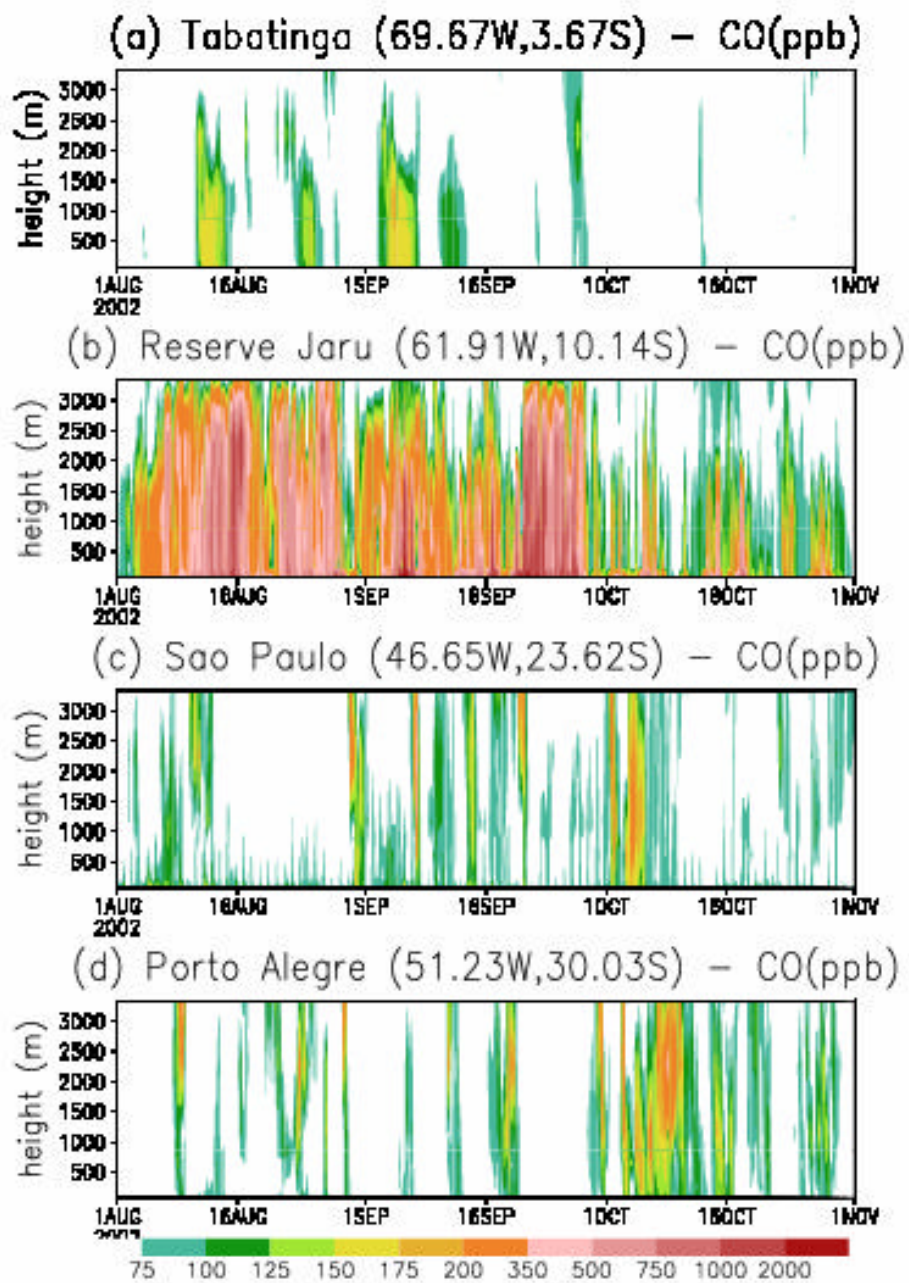 (a) Tabatinga (69.67W,3.67S) – CO(ppb)
height (m)
3000
2500
2000
1500
1000
500
1AUG 16AUG 1SEP 16SEP 1OCT 16OCT 1NOV
2002
(b) Reserve Jaru (61.91W,10.14S) – CO(ppb)
height (m)
3000
2500
2000
1500
1000
500
1AUG 16AUG 1SEP 16SEP 1OCT 16OCT 1NOV
2002
(c) Sao Paulo (46.65W,23.62S) – CO(ppb)
height (m)
3000
2500
2000
1500
1000
500
1AUG 16AUG 1SEP 16SEP 1OCT 16OCT 1NOV
2002
(d) Porto Alegre (51.23W,30.03S) – CO(ppb)
height (m)
3000
2500
2000
1500
1000
500
1AUG 16AUG 1SEP 16SEP 1OCT 16OCT 1NOV
75 100 125 150 175 200 350 500 750 1000 2000